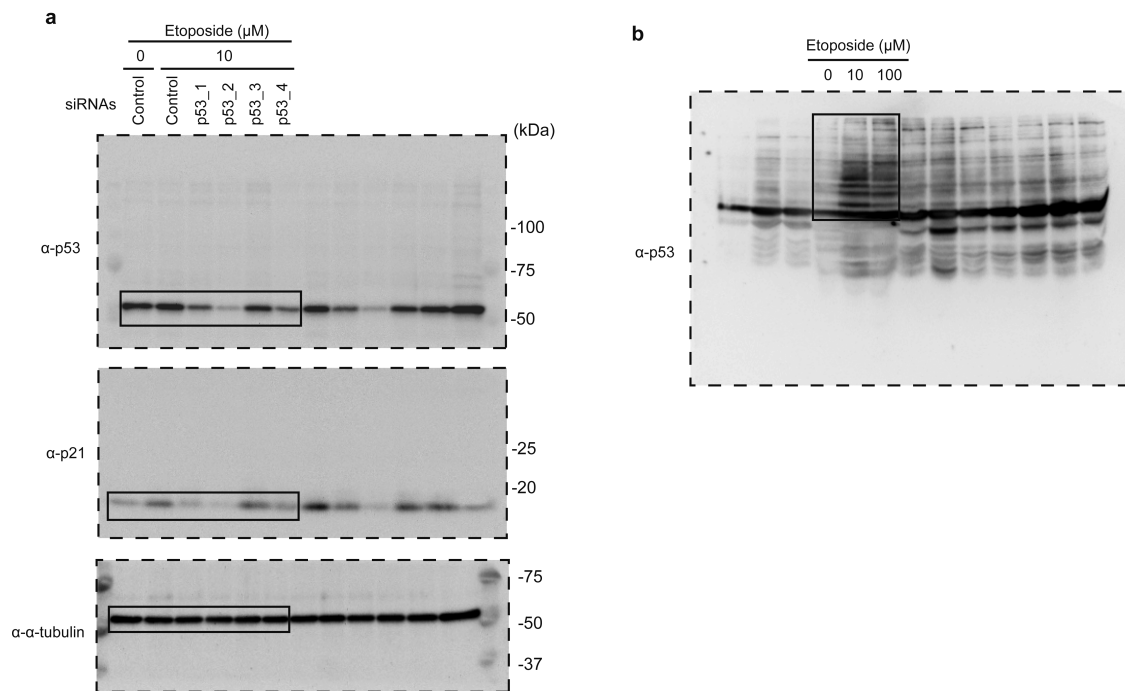 a
Etoposide (µM)
0 10
siRNAs Control Control p53_1 p53_2 p53_3 p53_4
(kDa)
α-p53
-100
-75
-50
α-p21
-25
-20
α-α-tubulin
-75
-50
-37
b
Etoposide (µM)
0 10 100
α-p53